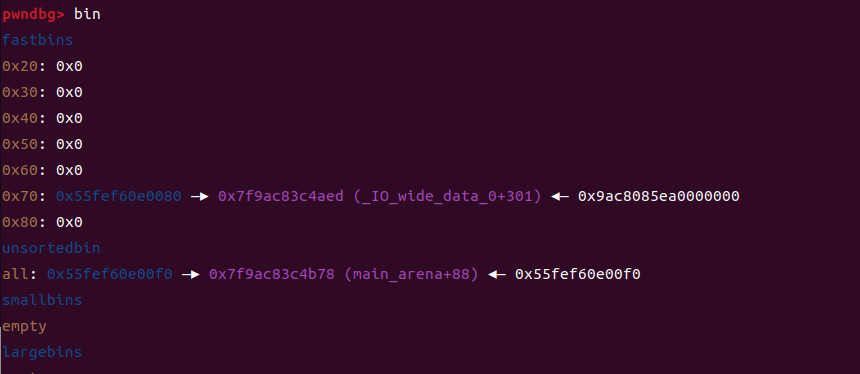 pwndbg> bin
fastbins
0x20: 0x0
0x30: 0x0
0x40: 0x0
0x50: 0x0
0x60: 0x0
0x70: 0x55fef60e0080 —▸ 0x7f9ac83c4aed (_IO_wide_data_0+301) ◂— 0x9ac8085ea0000000
0x80: 0x0
unsortedbin
all: 0x55fef60e00f0 —▸ 0x7f9ac83c4b78 (main_arena+88) ◂— 0x55fef60e00f0
smallbins
empty
largebins